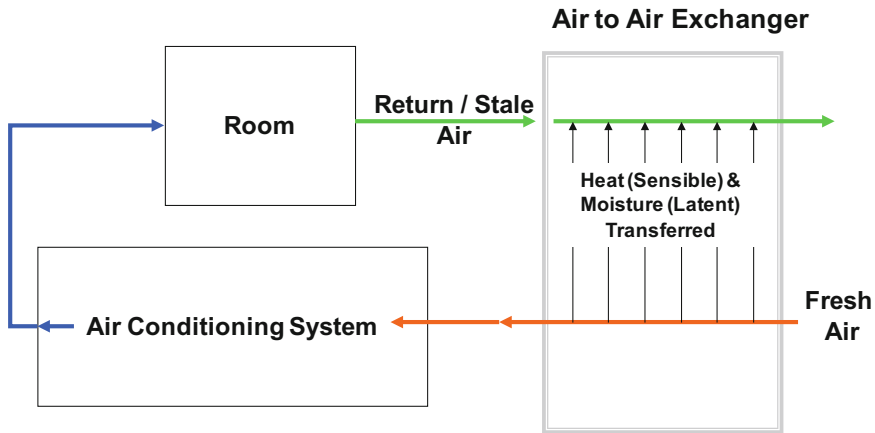 Air to Air Exchanger
Room
Return / Stale
Air
Heat (Sensible) &
Moisture (Latent)
Transferred
Air Conditioning System
Fresh
Air